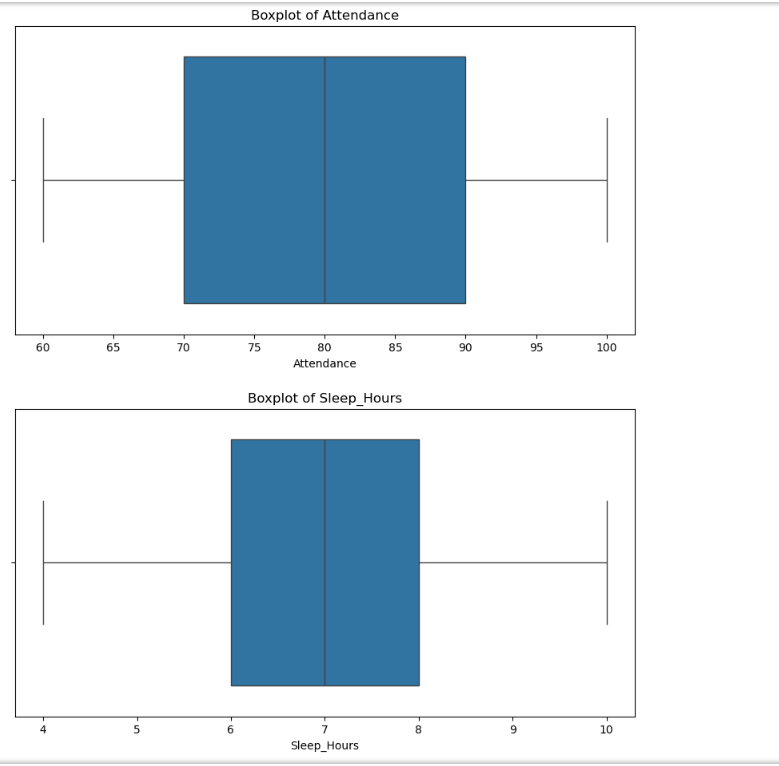 Boxplot of Attendance
60 65 70 75 80 85 90 95 100
Attendance
Boxplot of Sleep_Hours
4 5 6 7 8 9 10
Sleep_Hours